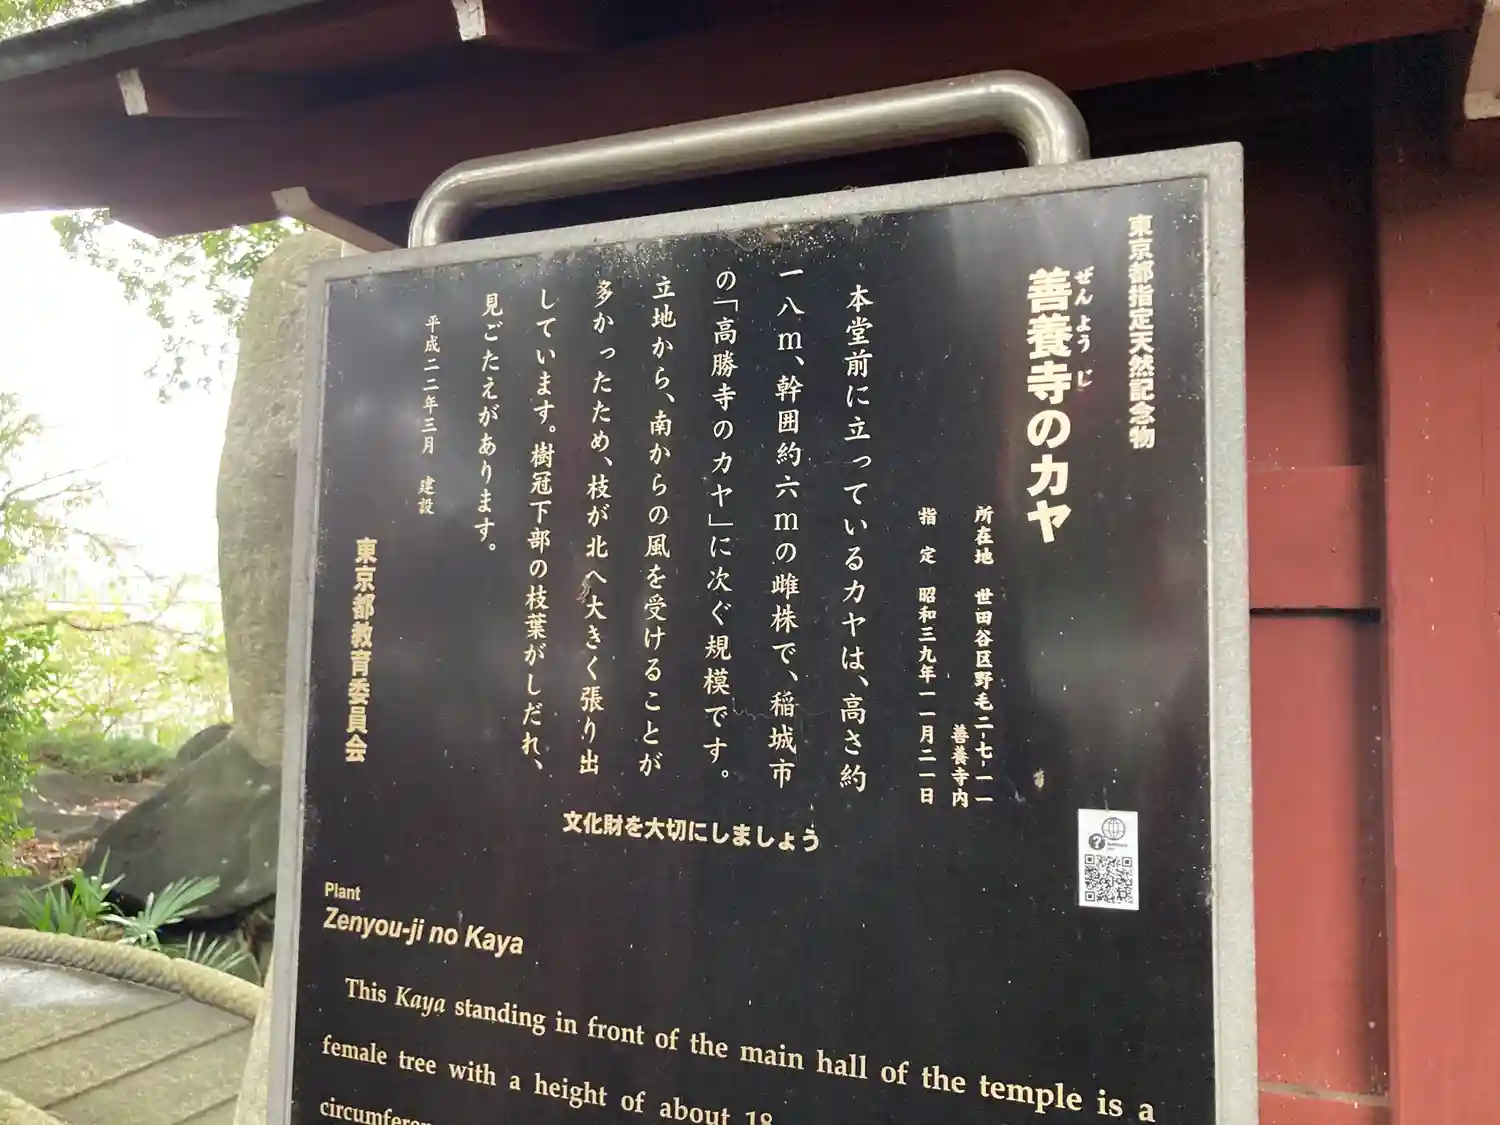 東京都指定天然記念物
善養寺のカヤ
ぜんようじ
所在地 世田谷区野毛二-七-一一
善養寺内
指 定 昭和三九年一一月二一日
本堂前に立っているカヤは、高さ約
一八m、幹囲約六mの雌株で、稲城市
の「高勝寺のカヤ」に次ぐ規模です。
立地から、南からの風を受けることが
多かったため、枝が北へ大きく張り出
しています。樹冠下部の枝葉がしだれ、
見ごたえがあります。
平成二二年三月 建設
東京都教育委員会
文化財を大切にしましょう
Plant
Zenyou-ji no Kaya
This Kaya standing in front of the main hall of the temple is a
female tree with a height of about 18